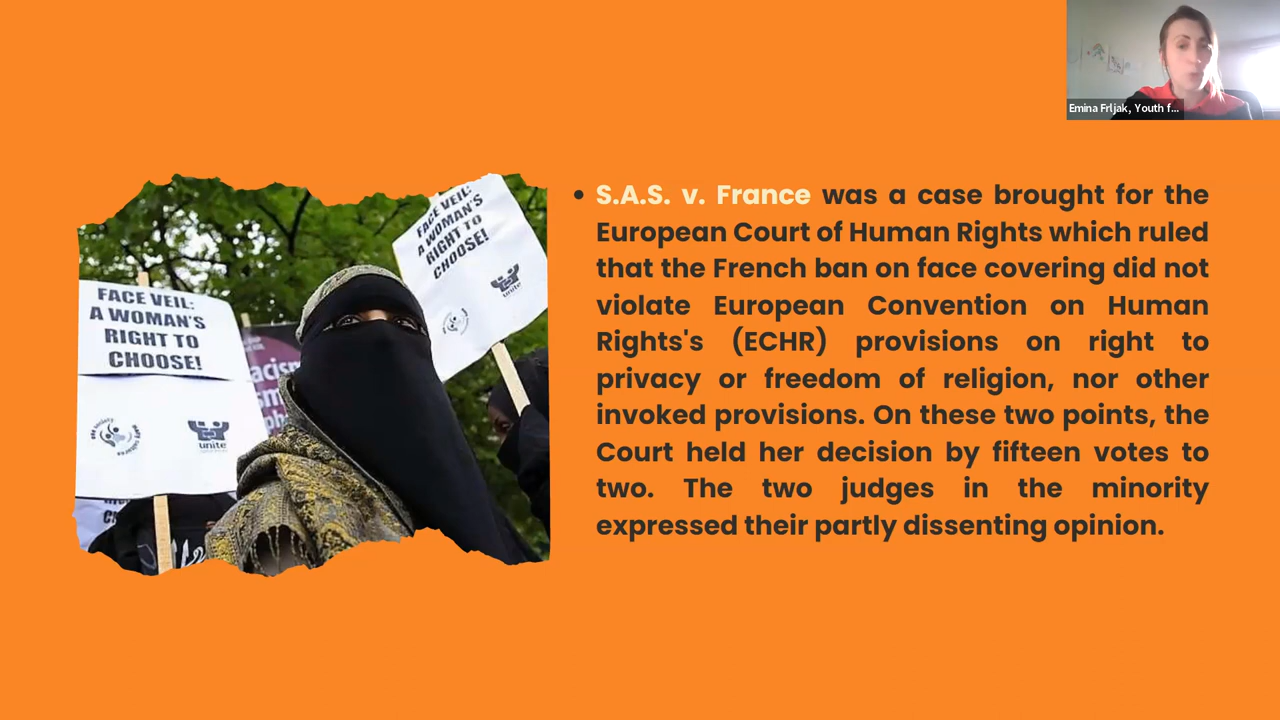 Emina Frljak, Youth f...
FACE VEIL:
A WOMAN'S
RIGHT TO
CHOOSE!
unite
FACE VEIL:
A WOMAN'S
RIGHT TO
CHOOSE!
unite
• S.A.S. v. France was a case brought for the
European Court of Human Rights which ruled
that the French ban on face covering did not
violate European Convention on Human
Rights's (ECHR) provisions on right to
privacy or freedom of religion, nor other
invoked provisions. On these two points, the
Court held her decision by fifteen votes to
two. The two judges in the minority
expressed their partly dissenting opinion.